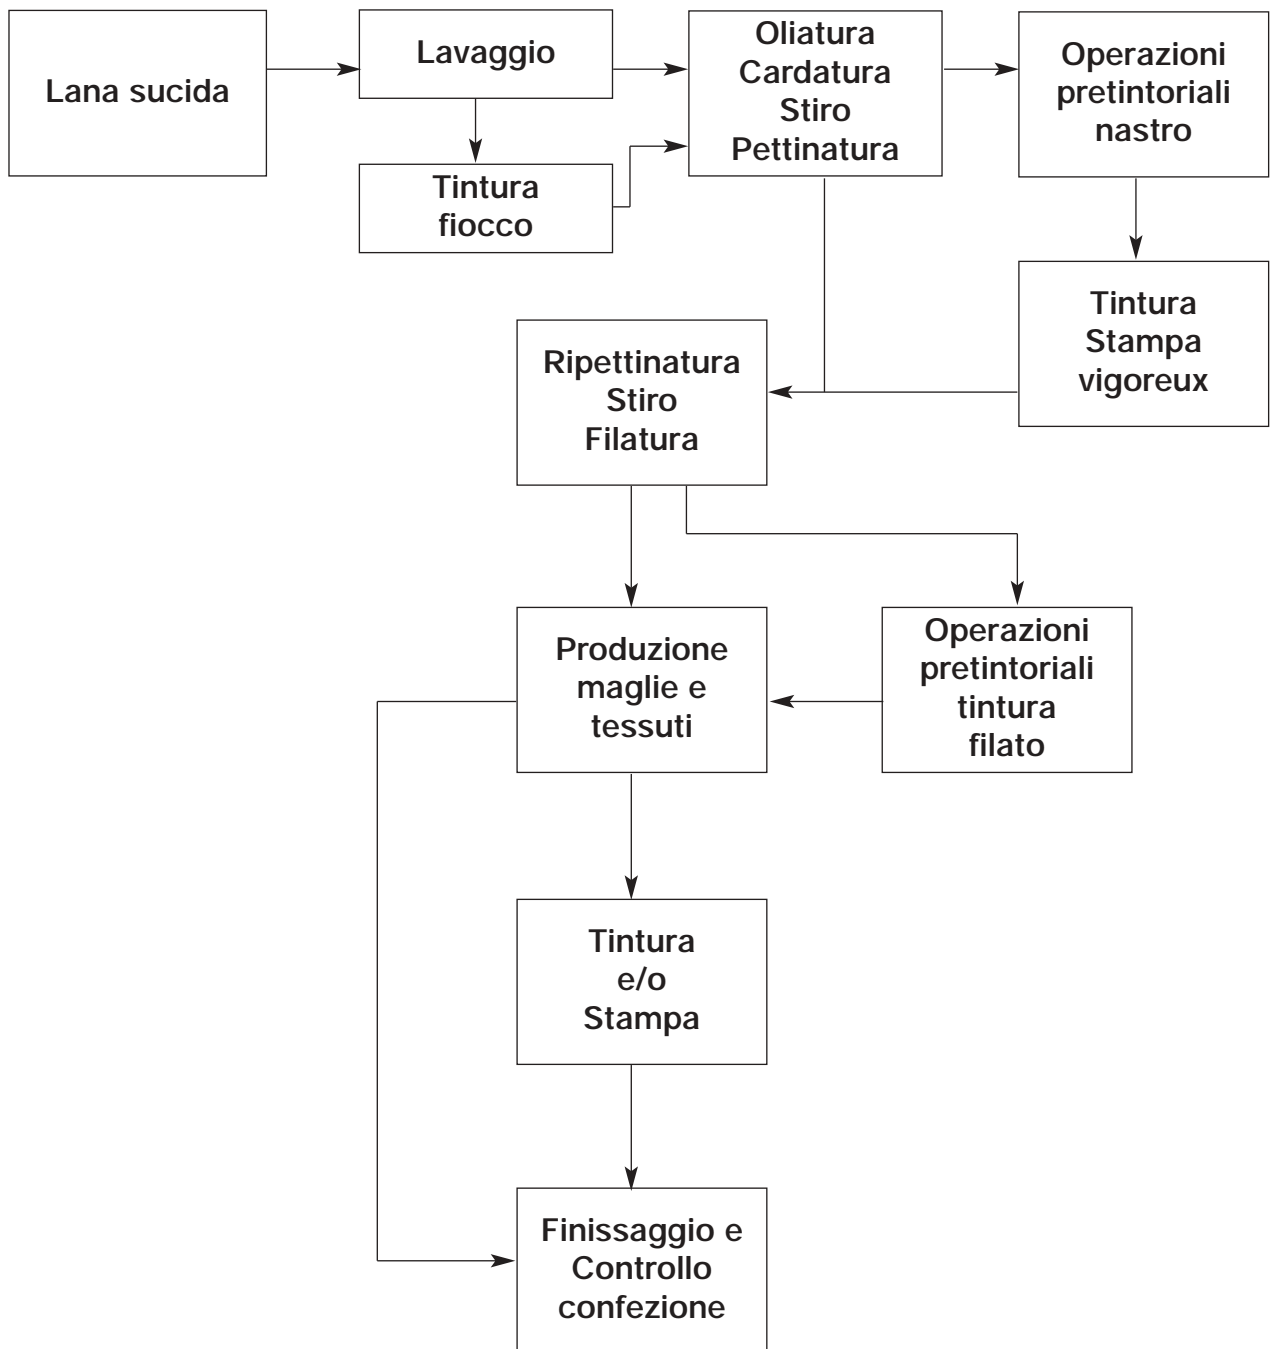 Lana sucida
Lavaggio
Tintura
fiocco
Oliatura
Cardatura
Stiro
Pettinatura
Operazioni
pretintoriali
nastro
Tintura
Stampa
vigoreux
Ripettinatura
Stiro
Filatura
Produzione
maglie e
tessuti
Operazioni
pretintoriali
tintura
filato
Tintura
e/o
Stampa
Finissaggio e
Controllo
confezione